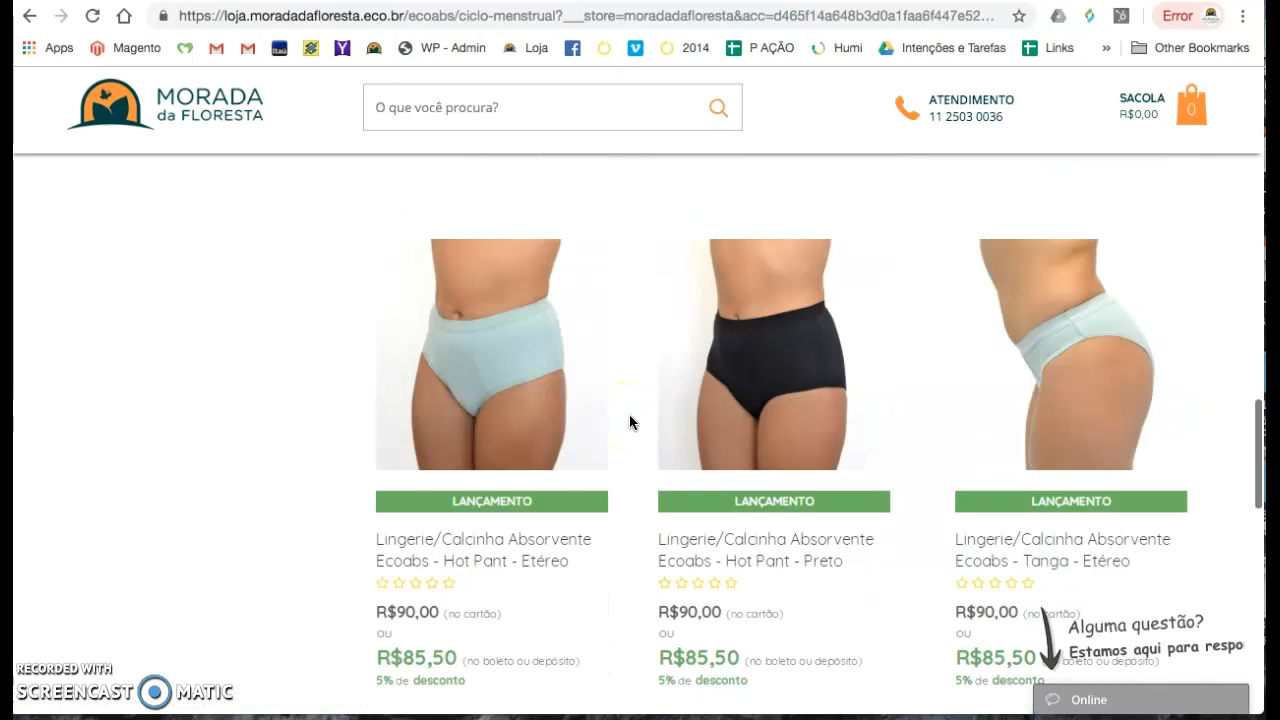 https://loja.moradadafloresta.eco.br/ecoabs/ciclo-menstrual?___store=moradadafloresta&acc=d465f14a648b3d0a1faa6f447e52...
Error
Apps
Magento
WP - Admin
Loja
2014
P AÇÃO
Humi
Intenções e Tarefas
Links
»
Other Bookmarks
MORADA
da FLORESTA
O que você procura?
ATENDIMENTO
11 2503 0036
SACOLA
R$0,00
0
LANÇAMENTO
LANÇAMENTO
LANÇAMENTO
Lingerie/Calcinha Absorvente
Ecoabs - Hot Pant - Etéreo
Lingerie/Calcinha Absorvente
Ecoabs - Hot Pant - Preto
Lingerie/Calcinha Absorvente
Ecoabs - Tanga - Etéreo
R$90,00 (no cartão)
ou
R$85,50 (no boleto ou depósito)
5% de desconto
R$90,00 (no cartão)
ou
R$85,50 (no boleto ou depósito)
5% de desconto
R$90,00 (no cartão)
ou
R$85,50 boleto ou depósito)
5% de desconto
Alguma questão?
Estamos aqui para respo
Online
RECORDED WITH
SCREENCAST MATIC